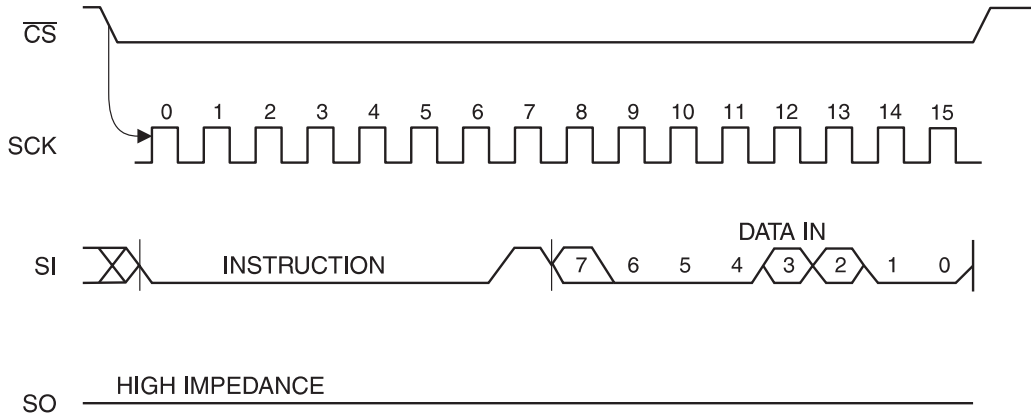 CS
0 1 2 3 4 5 6 7 8 9 10 11 12 13 14 15
SCK
DATA IN
SI
INSTRUCTION
7 6 5 4 3 2 1 0
HIGH IMPEDANCE
SO